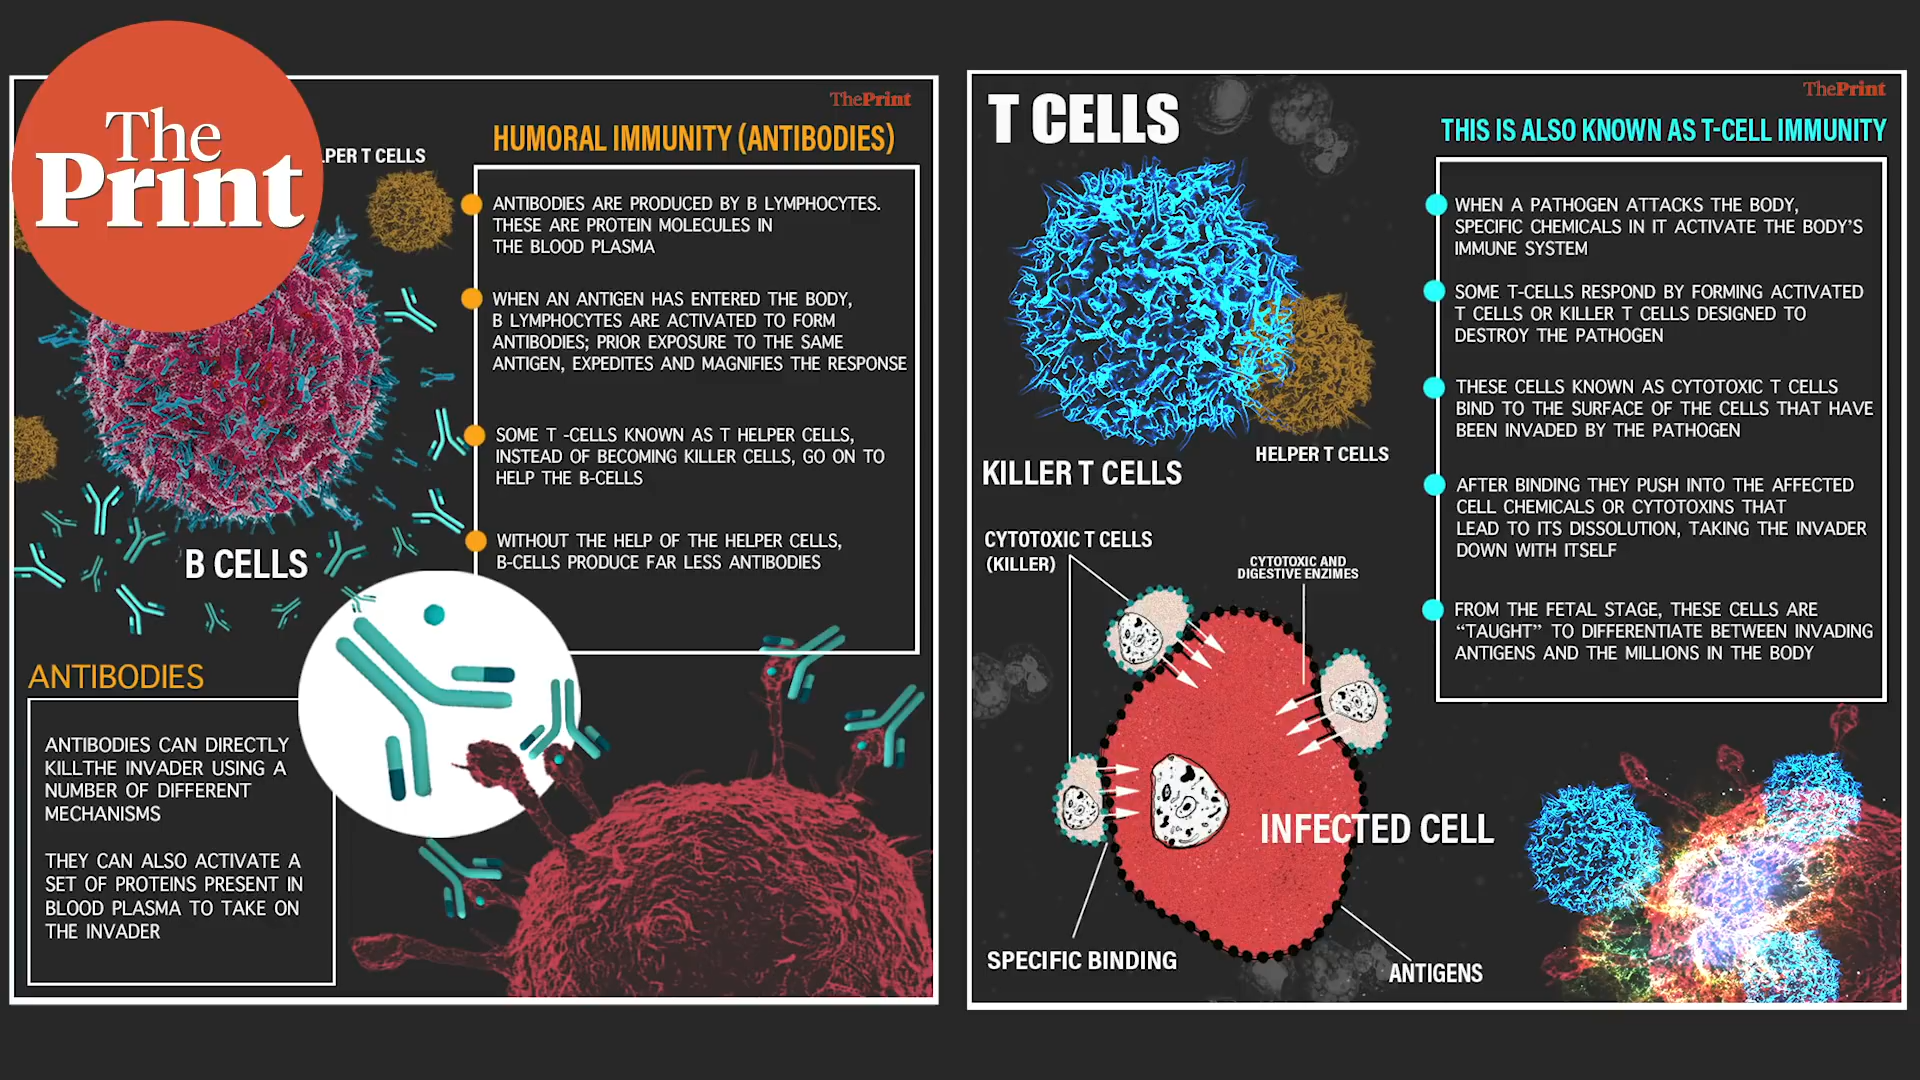 The
Print
ThePrint
HUMORAL IMMUNITY (ANTIBODIES)
T CELLS
ANTIBODIES ARE PRODUCED BY B LYMPHOCYTES.
THESE ARE PROTEIN MOLECULES IN
THE BLOOD PLASMA
WHEN AN ANTIGEN HAS ENTERED THE BODY,
B LYMPHOCYTES ARE ACTIVATED TO FORM
ANTIBODIES; PRIOR EXPOSURE TO THE SAME
ANTIGEN, EXPEDITES AND MAGNIFIES THE RESPONSE
SOME T -CELLS KNOWN AS T HELPER CELLS,
INSTEAD OF BECOMING KILLER CELLS, GO ON TO
HELP THE B-CELLS
WITHOUT THE HELP OF THE HELPER CELLS,
B-CELLS PRODUCE FAR LESS ANTIBODIES
B CELLS
ANTIBODIES
ANTIBODIES CAN DIRECTLY
KILLTHE INVADER USING A
NUMBER OF DIFFERENT
MECHANISMS
THEY CAN ALSO ACTIVATE A
SET OF PROTEINS PRESENT IN
BLOOD PLASMA TO TAKE ON
THE INVADER
T CELLS
ThePrint
THIS IS ALSO KNOWN AS T-CELL IMMUNITY
WHEN A PATHOGEN ATTACKS THE BODY,
SPECIFIC CHEMICALS IN IT ACTIVATE THE BODY'S
IMMUNE SYSTEM
SOME T-CELLS RESPOND BY FORMING ACTIVATED
T CELLS OR KILLER T CELLS DESIGNED TO
DESTROY THE PATHOGEN
THESE CELLS KNOWN AS CYTOTOXIC T CELLS
BIND TO THE SURFACE OF THE CELLS THAT HAVE
BEEN INVADED BY THE PATHOGEN
AFTER BINDING THEY PUSH INTO THE AFFECTED
CELL CHEMICALS OR CYTOTOXINS THAT
LEAD TO ITS DISSOLUTION, TAKING THE INVADER
DOWN WITH ITSELF
FROM THE FETAL STAGE, THESE CELLS ARE
“TAUGHT” TO DIFFERENTIATE BETWEEN INVADING
ANTIGENS AND THE MILLIONS IN THE BODY
HELPER T CELLS
KILLER T CELLS
CYTOTOXIC T CELLS
(KILLER)
CYTOTOXIC AND
DIGESTIVE ENZIMES
INFECTED CELL
SPECIFIC BINDING
ANTIGENS